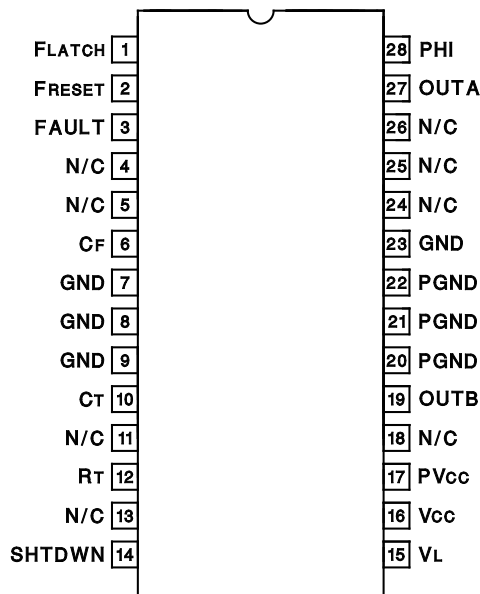 FLATCH 1 28 PHI
FRESET 2 27 OUTA
FAULT 3 26 N/C
N/C 4 25 N/C
N/C 5 24 N/C
CF 6 23 GND
GND 7 22 PGND
GND 8 21 PGND
GND 9 20 PGND
CT 10 19 OUTB
N/C 11 18 N/C
RT 12 17 PVCC
N/C 13 16 VCC
SHTDWN 14 15 VL